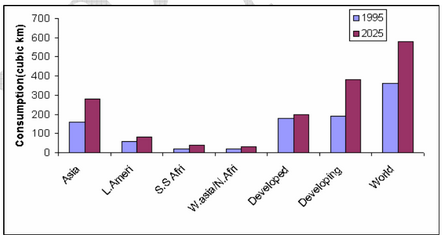 Consumption(cubic km)
700
600
500
400
300
200
100
0
1995
2025
Asia
L.Ameri
S.S Afri
W.asia/N.Afri
Developed
Developing
World